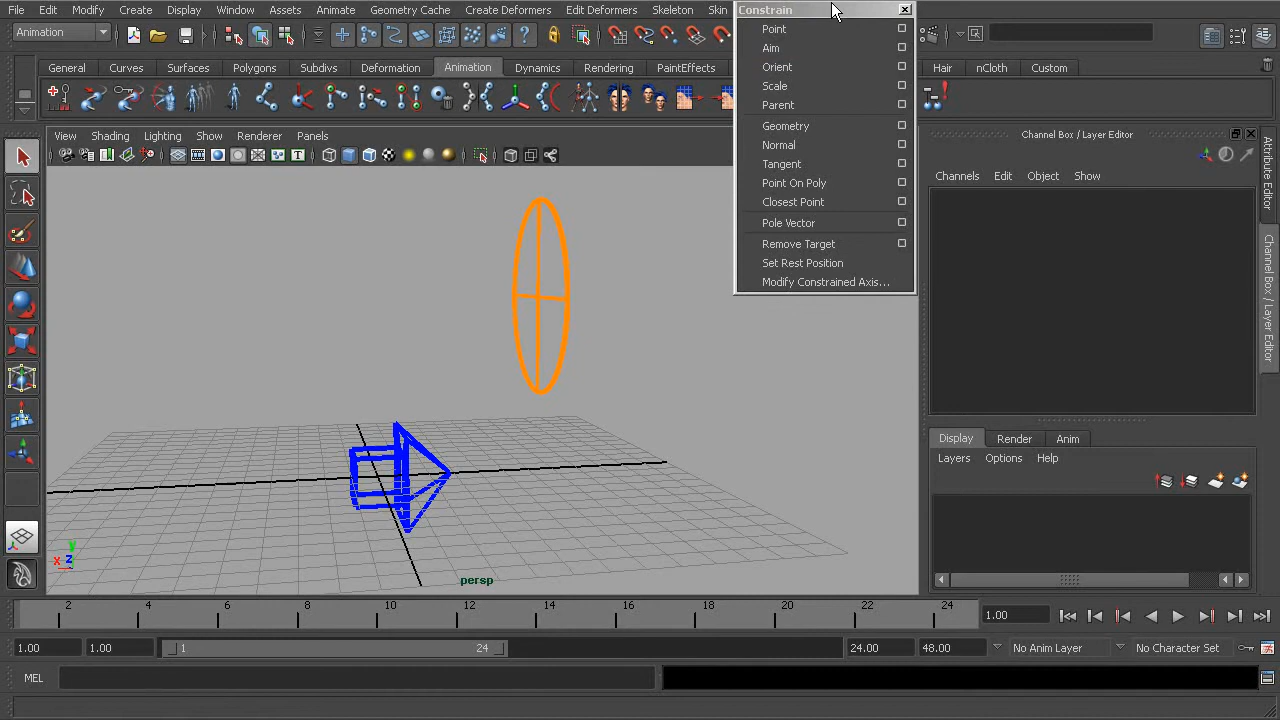 File Edit Modify Create Display Window Assets Animate Geometry Cache Create Deformers Edit Deformers Skeleton Skin
Constrain
Animation
General Curves Surfaces Polygons Subdivs Deformation Animation Dynamics Rendering PaintEffects Hair nCloth Custom
Point
Aim
Orient
Scale
Parent
Geometry
Normal
Tangent
Point On Poly
Closest Point
Pole Vector
Remove Target
Set Rest Position
Modify Constrained Axis...
View Shading Lighting Show Renderer Panels
Channel Box / Layer Editor
Channels Edit Object Show
Attribute Editor
Channel Box / Layer Editor
Display Render Anim
Layers Options Help
y
x z
persp
2 4 6 8 10 12 14 16 18 20 22 24
1.00
1.00 1.00 1 24 24.00 48.00 No Anim Layer No Character Set
MEL